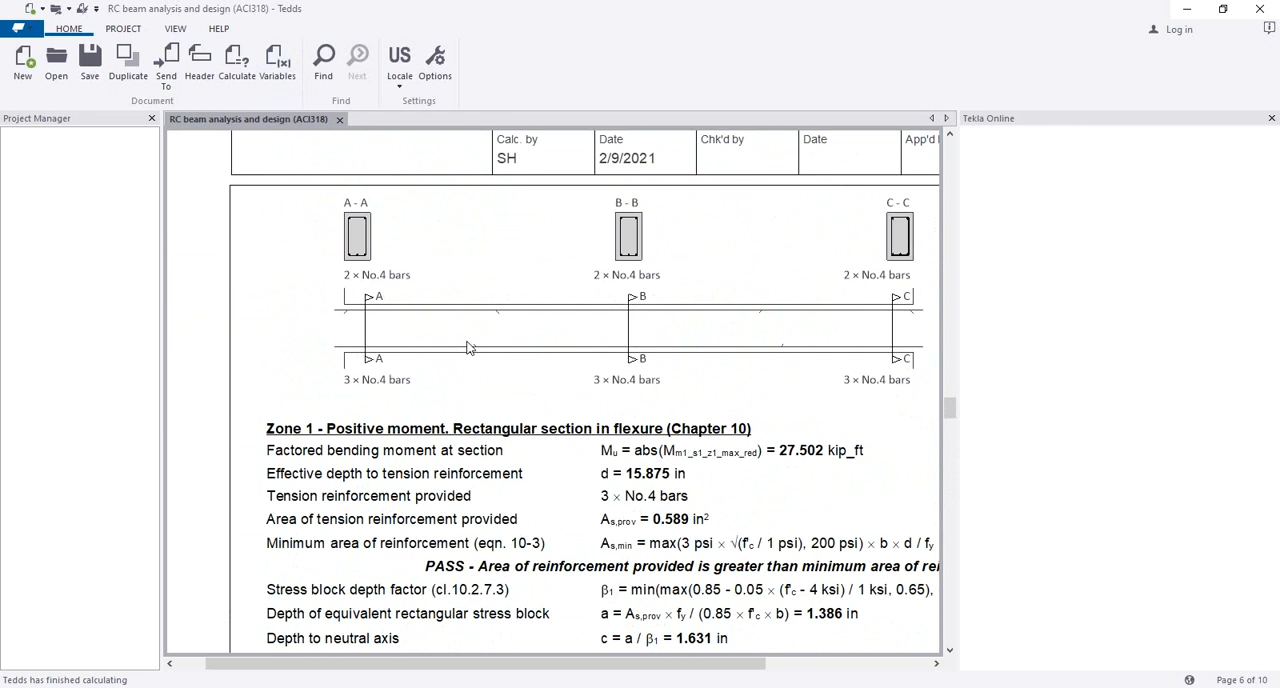 RC beam analysis and design (ACI318) - Tedds
HOME PROJECT VIEW HELP
Log in
New Open Save Duplicate Send To Header Calculate Variables Find Next US Locale Options
Document Find Settings
Project Manager
RC beam analysis and design (ACI318)
Tekla Online
Calc. by Date Chk'd by Date App'd
SH 2/9/2021
A - A B - B C - C
2 × No.4 bars 2 × No.4 bars 2 × No.4 bars
A B C
A B C
3 × No.4 bars 3 × No.4 bars 3 × No.4 bars
Zone 1 - Positive moment. Rectangular section in flexure (Chapter 10)
Factored bending moment at section Mu = abs(Mm1_s1_z1_max_red) = 27.502 kip_ft
Effective depth to tension reinforcement d = 15.875 in
Tension reinforcement provided 3 × No.4 bars
Area of tension reinforcement provided As,prov = 0.589 in²
Minimum area of reinforcement (eqn. 10-3) As,min = max(3 psi × √(f'c / 1 psi), 200 psi) × b × d / fy
PASS - Area of reinforcement provided is greater than minimum area of rei
Stress block depth factor (cl.10.2.7.3) β1 = min(max(0.85 - 0.05 × (f'c - 4 ksi) / 1 ksi, 0.65),
Depth of equivalent rectangular stress block a = As,prov × fy / (0.85 × f'c × b) = 1.386 in
Depth to neutral axis c = a / β1 = 1.631 in
Tedds has finished calculating
Page 6 of 10